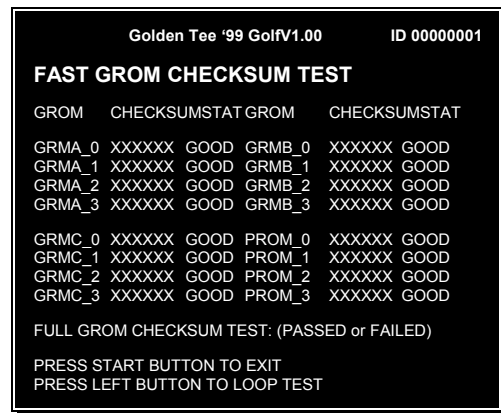 Golden Tee ‘99 GolfV1.00 ID 00000001
FAST GROM CHECKSUM TEST
GROM CHECKSUMSTAT GROM CHECKSUMSTAT
GRMA_0 XXXXXX GOOD GRMB_0 XXXXXX GOOD
GRMA_1 XXXXXX GOOD GRMB_1 XXXXXX GOOD
GRMA_2 XXXXXX GOOD GRMB_2 XXXXXX GOOD
GRMA_3 XXXXXX GOOD GRMB_3 XXXXXX GOOD
GRMC_0 XXXXXX GOOD PROM_0 XXXXXX GOOD
GRMC_1 XXXXXX GOOD PROM_1 XXXXXX GOOD
GRMC_2 XXXXXX GOOD PROM_2 XXXXXX GOOD
GRMC_3 XXXXXX GOOD PROM_3 XXXXXX GOOD
FULL GROM CHECKSUM TEST: (PASSED or FAILED)
PRESS START BUTTON TO EXIT
PRESS LEFT BUTTON TO LOOP TEST